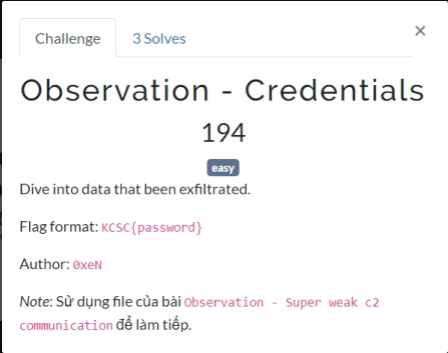 Challenge
3 Solves
×
Observation - Credentials
194
easy
Dive into data that been exfiltrated.
Flag format: KCSC{password}
Author: 0xeN
Note: Sử dụng file của bài Observation - Super weak c2
communication để làm tiếp.